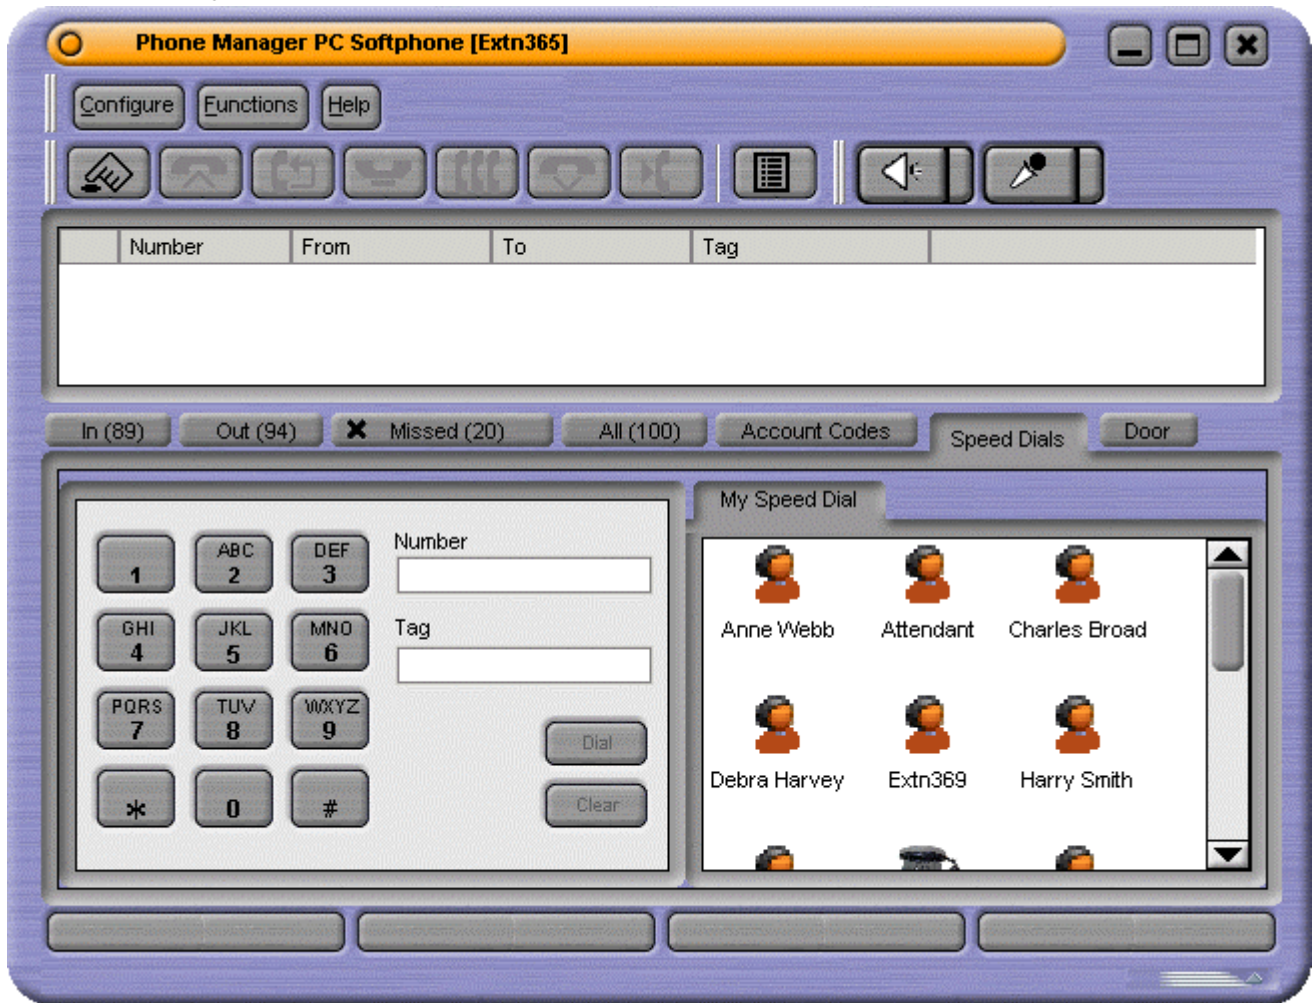 Phone Manager PC Softphone [Extn365]
Configure Functions Help
Number From To Tag
In (89) Out (94) Missed (20) All (100) Account Codes Speed Dials Door
My Speed Dial
Number
1 ABC 2 DEF 3
Tag
GHI 4 JKL 5 MNO 6
PQRS 7 TUV 8 WXYZ 9
* 0 #
Dial
Clear
Anne Webb Attendant Charles Broad
Debra Harvey Extn369 Harry Smith